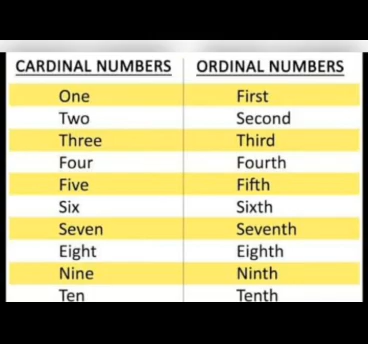 CARDINAL NUMBERS ORDINAL NUMBERS
One First
Two Second
Three Third
Four Fourth
Five Fifth
Six Sixth
Seven Seventh
Eight Eighth
Nine Ninth
Ten Tenth